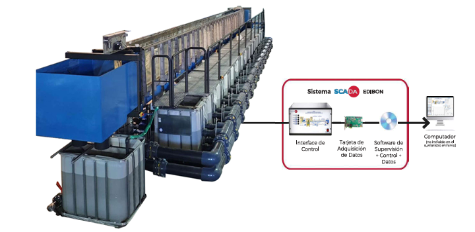 Sistema SCADA EDIBON
Interface de
Control
Tarjeta de
Adquisición
de Datos
Software de
Supervisión
+ Control +
Datos
Computador